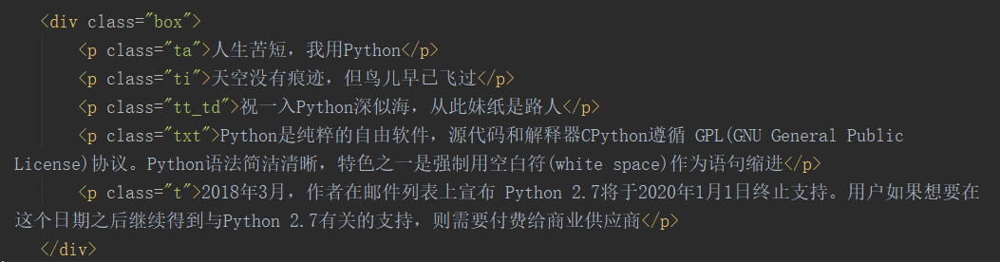 <div class="box">
<p class="ta">人生苦短，我用Python</p>
<p class="ti">天空没有痕迹，但鸟儿早已飞过</p>
<p class="tt_td">祝一入Python深似海，从此妹纸是路人</p>
<p class="txt">Python是纯粹的自由软件，源代码和解释器CPython遵循 GPL(GNU General Public
License)协议。Python语法简洁清晰，特色之一是强制用空白符(white space)作为语句缩进</p>
<p class="t">2018年3月，作者在邮件列表上宣布 Python 2.7将于2020年1月1日终止支持。用户如果想要在
这个日期之后继续得到与Python 2.7有关的支持，则需要付费给商业供应商</p>
</div>